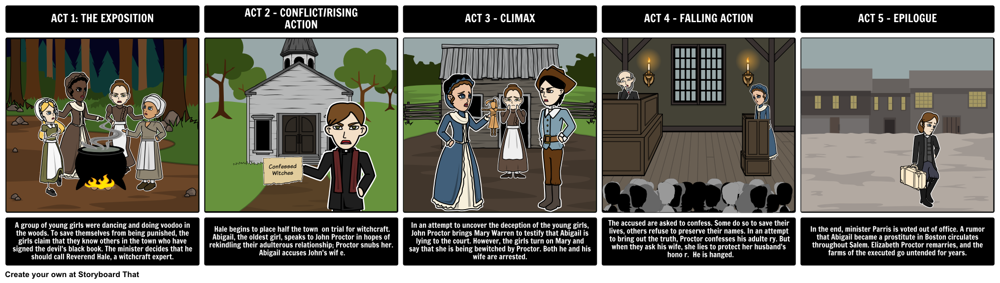 ACT 1: THE EXPOSITION
ACT 2 - CONFLICT/RISING
ACTION
ACT 3 - CLIMAX
ACT 4 - FALLING ACTION
ACT 5 - EPILOGUE
Confessed
Witches
A group of young girls were dancing and doing voodoo in
the woods. To save themselves from being punished, the
girls claim that they know others in the town who have
signed the devil's black book. The minister decides that he
should call Reverend Hale, a witchcraft expert.
Hale begins to place half the town on trial for witchcraft.
Abigail, the oldest girl, speaks to John Proctor in hopes of
rekindling their adulterous relationship; Proctor snubs her.
Abigail accuses John's wif e.
In an attempt to uncover the deception of the young girls,
John Proctor brings Mary Warren to testify that Abigail is
lying to the court. However, the girls turn on Mary and
say that she is being bewitched by Proctor. Both he and his
wife are arrested.
The accused are asked to confess. Some do so to save their
lives, others refuse to preserve their names. In an attempt
to bring out the truth, Proctor confesses his adulte ry. But
when they ask his wife, she lies to protect her husband's
hono r. He is hanged.
In the end, minister Parris is voted out of office. A rumor
that Abigail became a prostitute in Boston circulates
throughout Salem. Elizabeth Proctor remarries, and the
farms of the executed go untended for years.
Create your own at Storyboard That